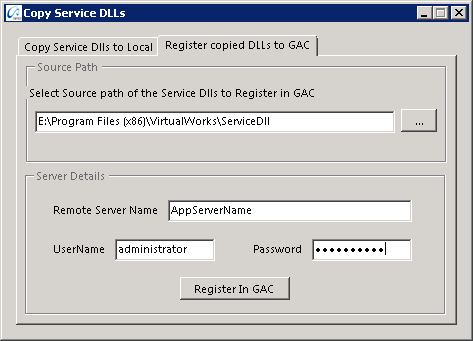 Copy Service DLLs
Copy Service Dlls to Local Register copied DLLs to GAC
Source Path
Select Source path of the Service Dlls to Register in GAC
E:\Program Files (x86)\VirtualWorks\ServiceDll ...
Server Details
Remote Server Name AppServerName
UserName administrator Password ••••••••••
Register In GAC